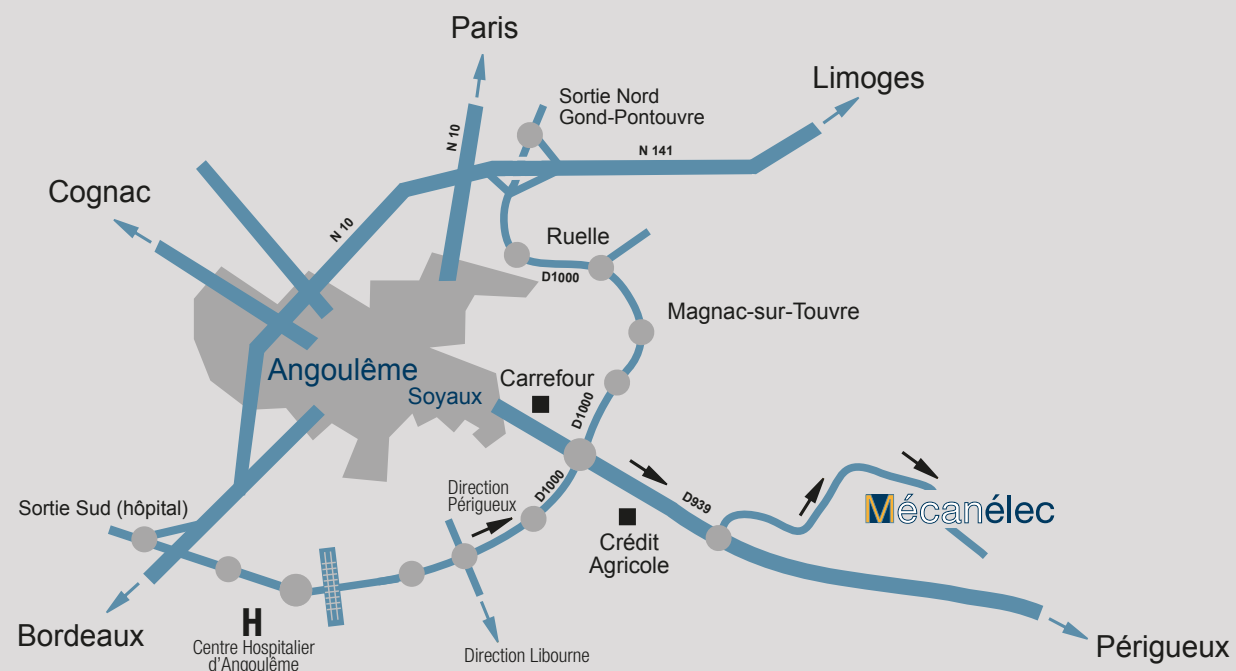 Paris
Limoges
Sortie Nord
Gond-Pontouvre
N 10
N 141
Cognac
N 10
Ruelle
D1000
Magnac-sur-Touvre
Angoulême
Soyaux
Carrefour
D1000
Direction
Périgueux
D1000
D939
Mécanélec
Sortie Sud (hôpital)
Crédit
Agricole
Bordeaux
H
Centre Hospitalier
d'Angoulême
Direction Libourne
Périgueux